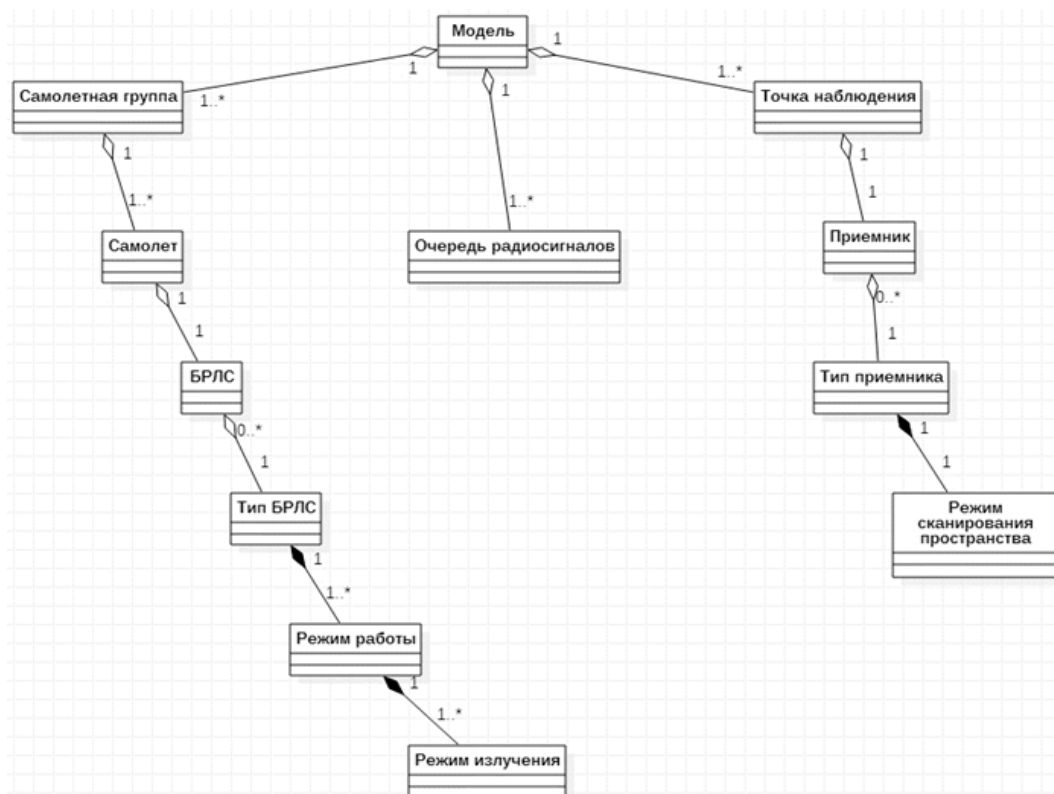 Модель
1
1
1..*
1..*
1
Самолетная группа
Точка наблюдения
1
1
1..*
1..*
1
Самолет
Очередь радиосигналов
Приемник
1
0..*
1
1
БРЛС
Тип приемника
0..*
1
1
1
Тип БРЛС
Режим
сканирования
пространства
1
1..*
Режим работы
1
1..*
Режим излучения